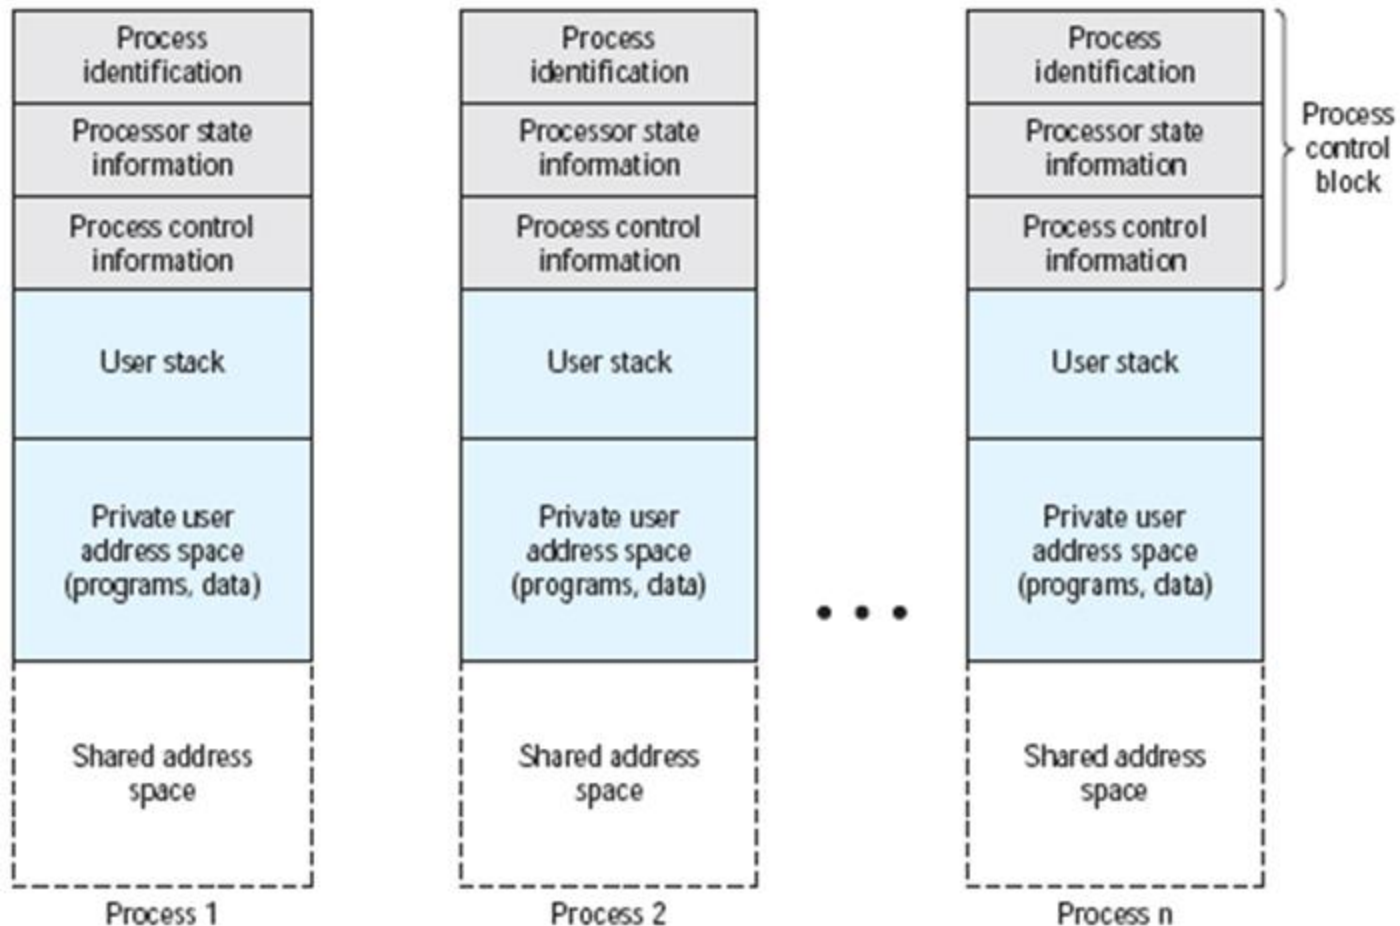 Process
identification
Processor state
information
Process control
information
User stack
Private user
address space
(programs, data)
Shared address
space
Process 1
Process
identification
Processor state
information
Process control
information
User stack
Private user
address space
(programs, data)
Shared address
space
Process 2
Process
identification
Processor state
information
Process control
information
User stack
Private user
address space
(programs, data)
Shared address
space
Process n
Process
control
block